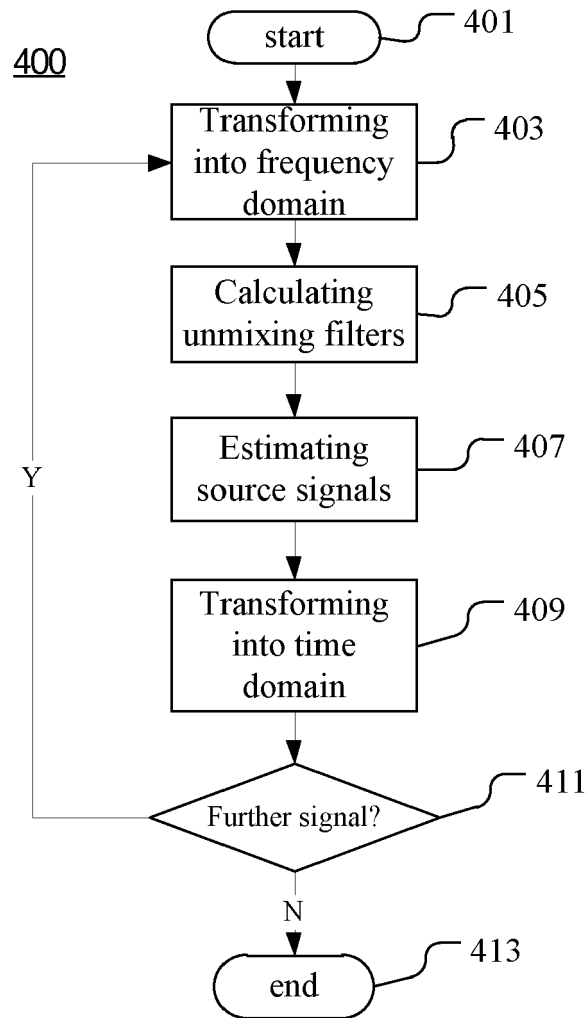 start
401
400
Transforming
into frequency
domain
403
Calculating
unmixing filters
405
Estimating
source signals
407
Y
Transforming
into time
domain
409
Further signal?
411
N
end
413